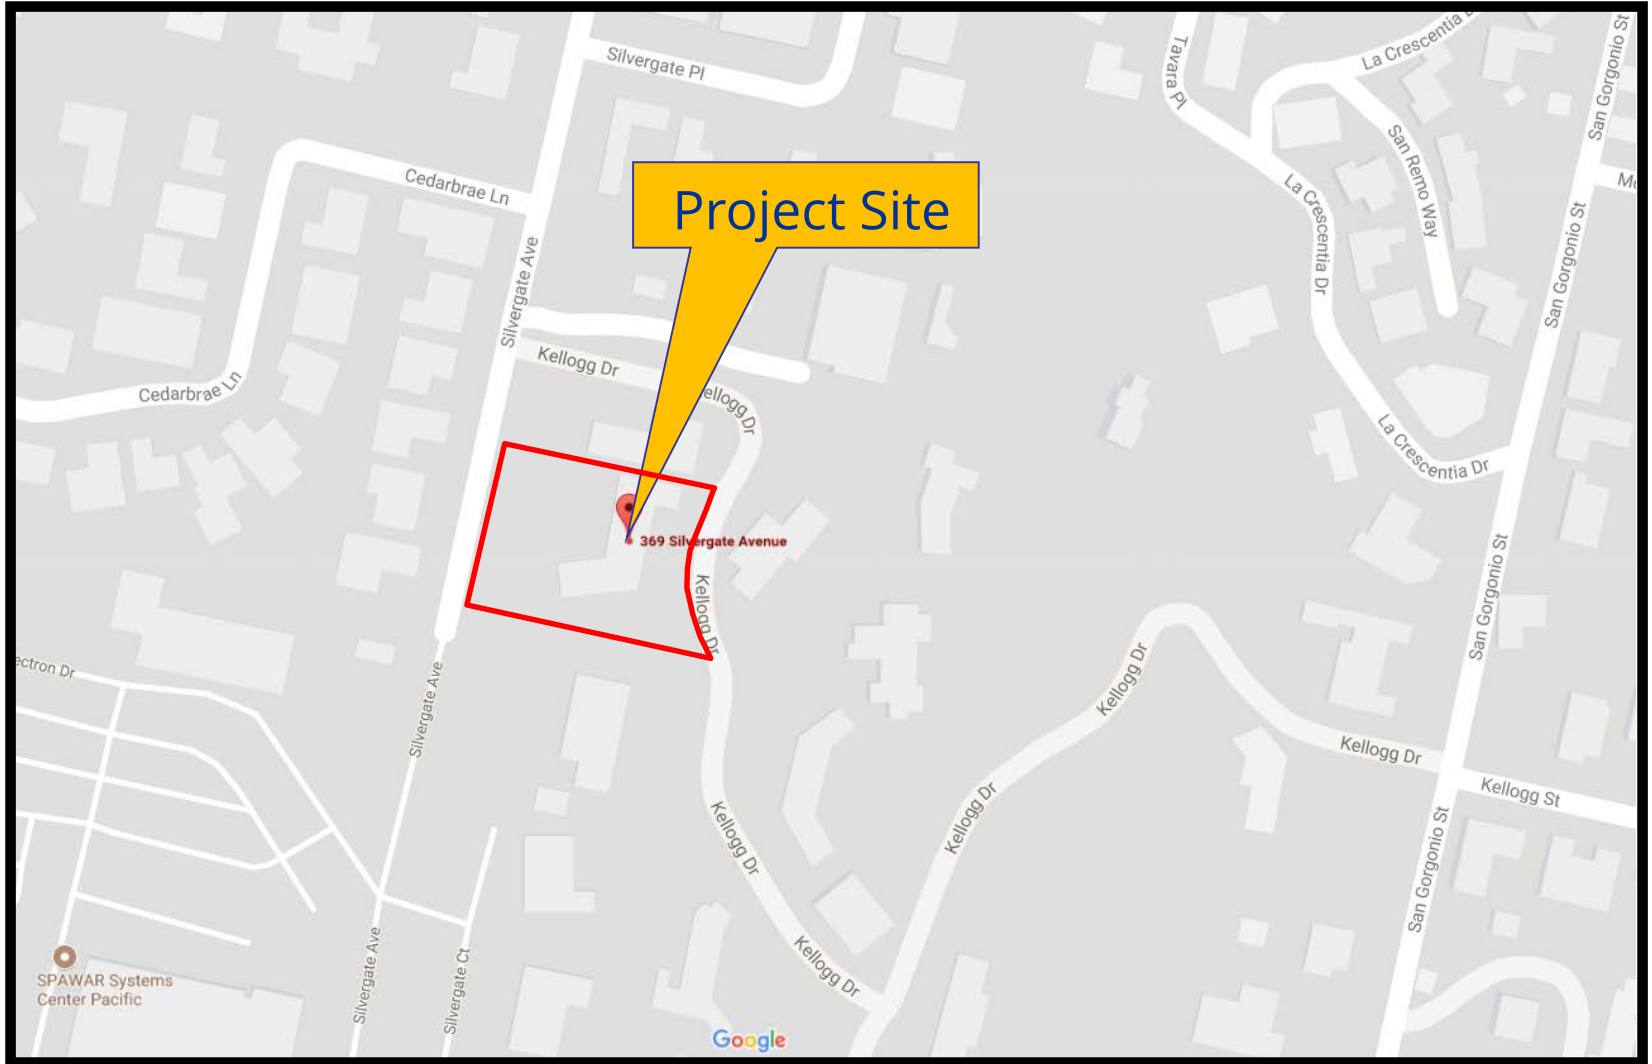 Silvergate Pl
Tavara Pl
La Crescentia
San Gorgonio St
San Remo Way
Cedarbrae Ln
La Crescentia Dr
Project Site
Silvergate Ave
San Gorgonio St
Kellogg Dr
Cedarbrae Ln
ellogg Dr
La Crescentia Dr
369 Silvergate Avenue
Kellogg Dr
San Gorgonio St
ectron Dr
Silvergate Ave
Kellogg Dr
Kellogg Dr
Kellogg St
Kellogg Dr
Kellogg Dr
San Gorgonio St
Silvergate Ave
Silvergate Ct
Kellogg Dr
SPAWAR Systems
Center Pacific
Google